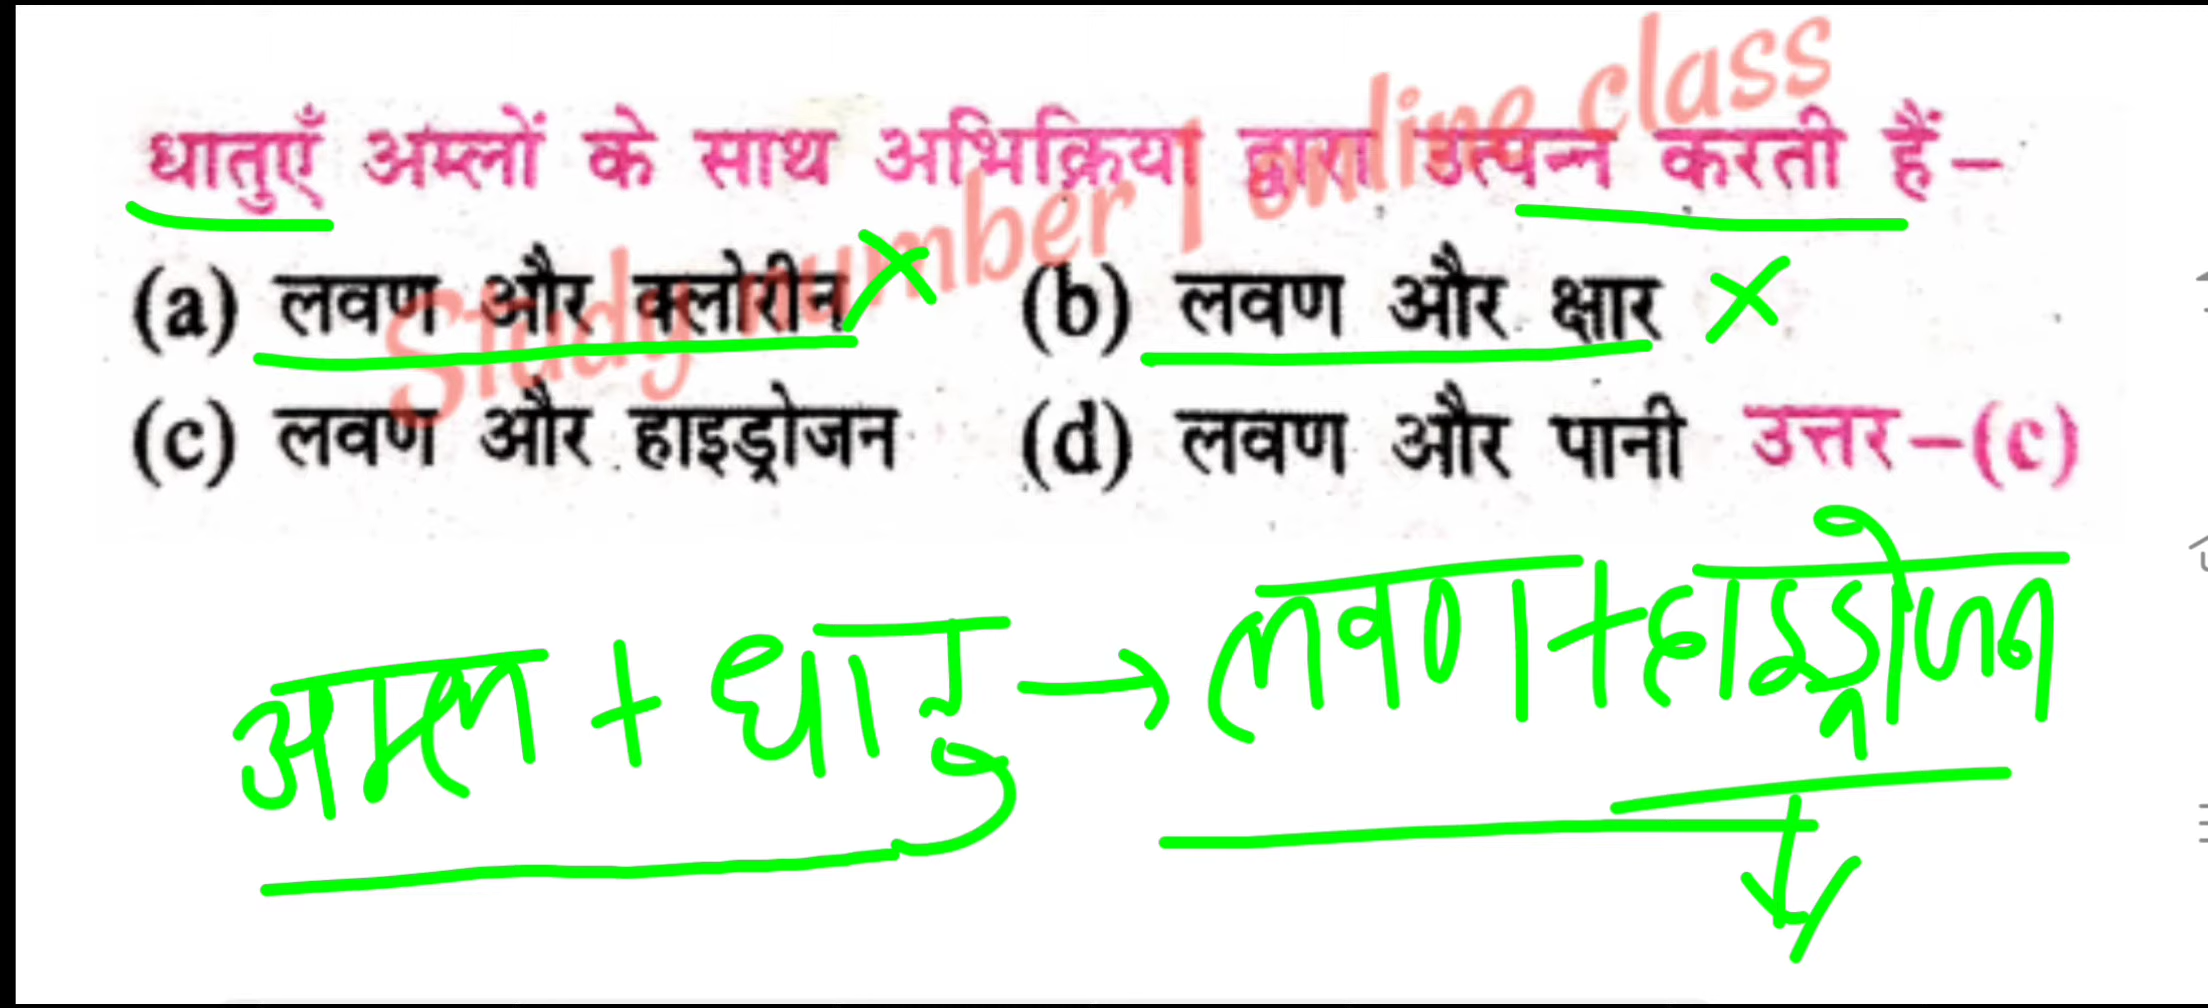 धातुएँ अम्लों के साथ अभिक्रिया द्वारा उत्पन्न करती हैं–
(a) लवण और क्लोरीन (b) लवण और क्षार
(c) लवण और हाइड्रोजन (d) लवण और पानी उत्तर–(c)
Study number 1 online class
अम्ल + धातु → लवण + हाइड्रोजन